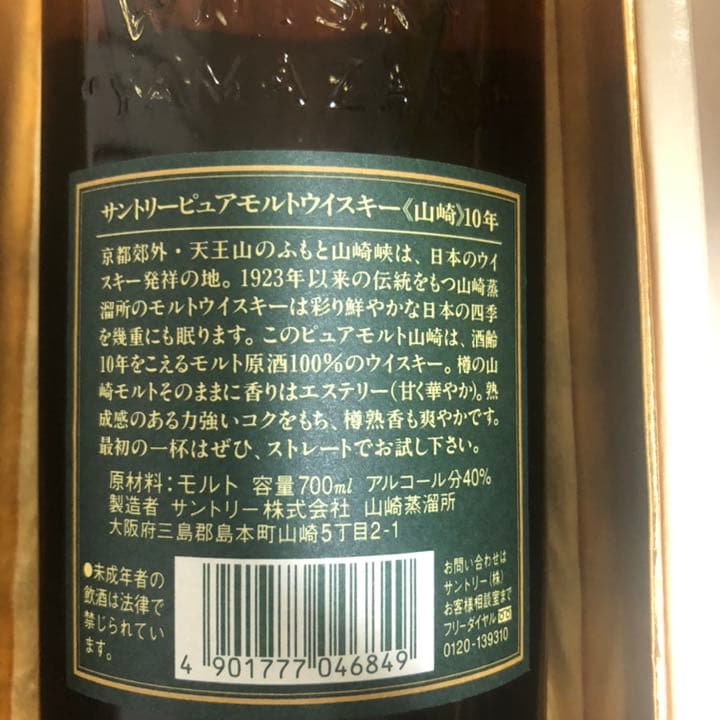 WHISKY
YAMAZAKI
サントリーピュアモルトウイスキー《山崎》10年
京都郊外・天王山のふもと山崎峡は、日本のウイ
スキー発祥の地。1923年以来の伝統をもつ山崎蒸
溜所のモルトウイスキーは彩り鮮やかな日本の四季
を幾重にも眠ります。このピュアモルト山崎は、酒齢
10年をこえるモルト原酒100%のウイスキー。樽の山
崎モルトそのままに香りはエステリー(甘く華やか)。熟
成感のある力強いコクをもち、樽熟香も爽やかです。
最初の一杯はぜひ、ストレートでお試し下さい。
原材料:モルト 容量700ml アルコール分40%
製造者 サントリー株式会社 山崎蒸溜所
大阪府三島郡島本町山崎5丁目2-1
●未成年者の
飲酒は法律で
禁じられてい
ます。
4 901777 046849
お問い合わせは
サントリー(株)
お客様相談室まで
フリーダイヤル
0120-139310